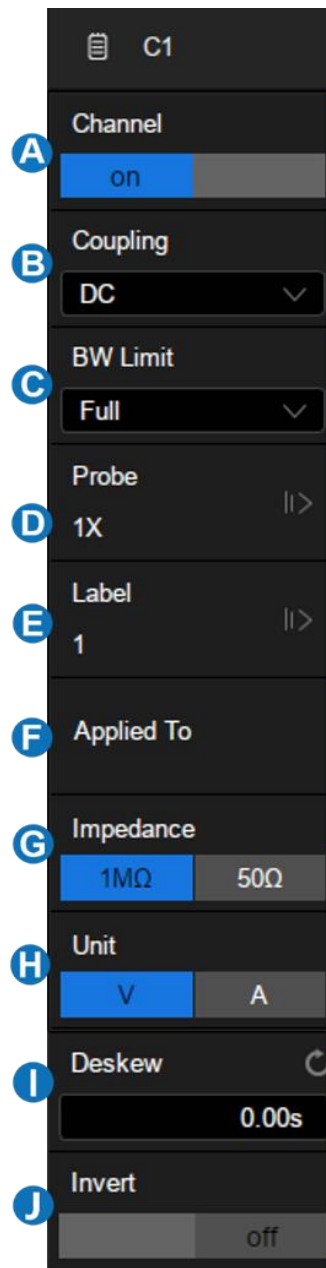 C1
A
Channel
on
B
Coupling
DC
C
BW Limit
Full
D
Probe
1X
E
Label
1
F
Applied To
G
Impedance
1MΩ 50Ω
H
Unit
V A
I
Deskew
0.00s
J
Invert
off